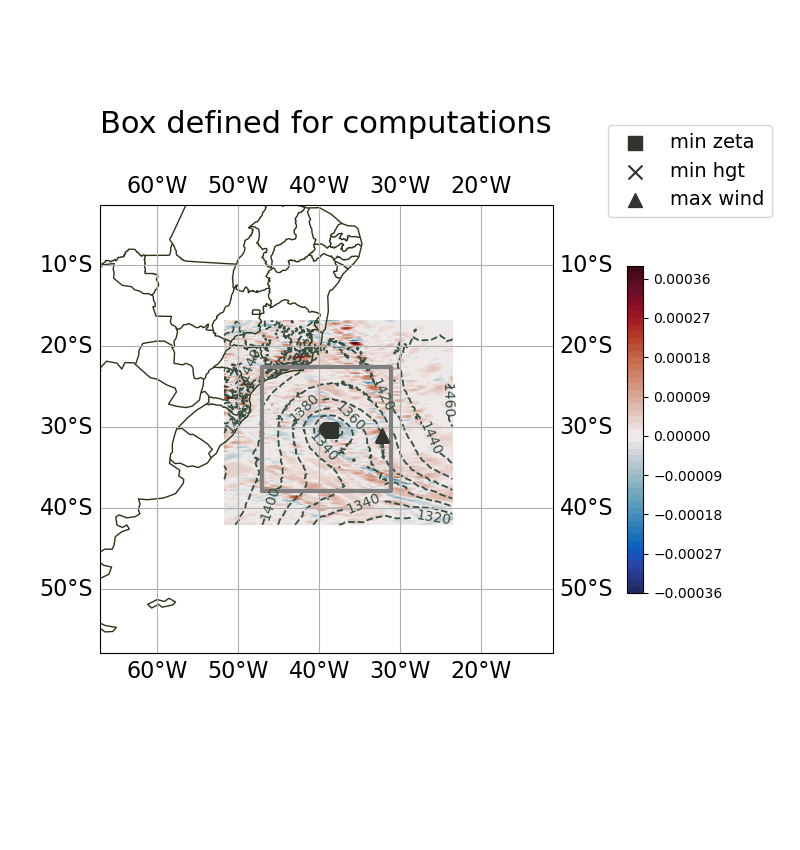 Box defined for computations
min zeta
min hgt
max wind
60°W 50°W 40°W 30°W 20°W
10°S 10°S
20°S 20°S
30°S 30°S
40°S 40°S
50°S 50°S
60°W 50°W 40°W 30°W 20°W
1380
1360
1340
1420
1460
1440
1400
1340
1320
0.00036
0.00027
0.00018
0.00009
0.00000
−0.00009
−0.00018
−0.00027
−0.00036